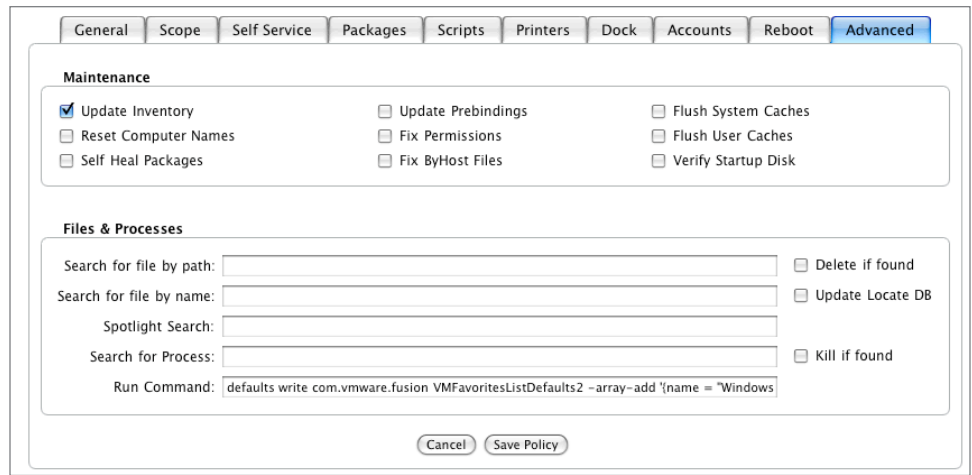 General Scope Self Service Packages Scripts Printers Dock Accounts Reboot Advanced
Maintenance
Update Inventory Update Prebindings Flush System Caches
Reset Computer Names Fix Permissions Flush User Caches
Self Heal Packages Fix ByHost Files Verify Startup Disk
Files & Processes
Search for file by path: Delete if found
Search for file by name: Update Locate DB
Spotlight Search:
Search for Process: Kill if found
Run Command: defaults write com.vmware.fusion VMFavoritesListDefaults2 -array-add '{name = "Windows
Cancel Save Policy